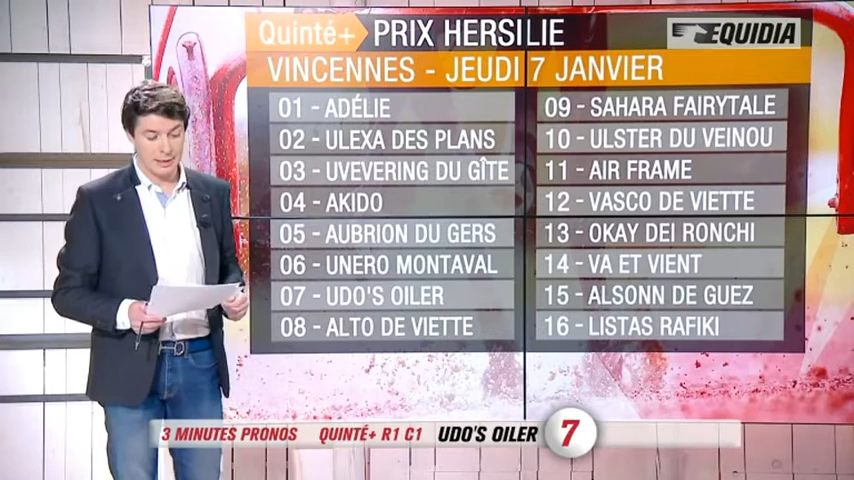 Quinté+ PRIX HERSILIE
EQUIDIA
VINCENNES - JEUDI 7 JANVIER
01 - ADÉLIE
02 - ULEXA DES PLANS
03 - UVEVERING DU GÎTE
04 - AKIDO
05 - AUBRION DU GERS
06 - UNERO MONTAVAL
07 - UDO'S OILER
08 - ALTO DE VIETTE
09 - SAHARA FAIRYTALE
10 - ULSTER DU VEINOU
11 - AIR FRAME
12 - VASCO DE VIETTE
13 - OKAY DEI RONCHI
14 - VA ET VIENT
15 - ALSONN DE GUEZ
16 - LISTAS RAFIKI
3 MINUTES PRONOS QUINTÉ+ R1 C1 UDO'S OILER 7